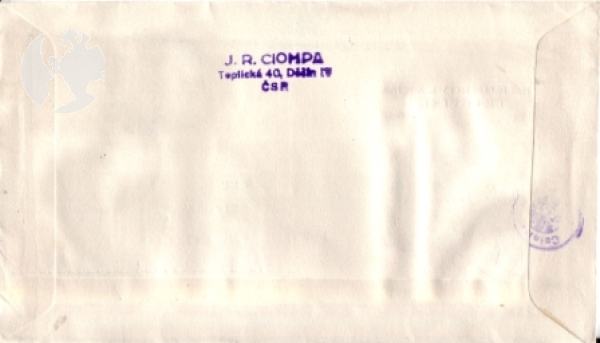 J. R. CIOMPA
Teplická 40, Děčín IV
ČSR